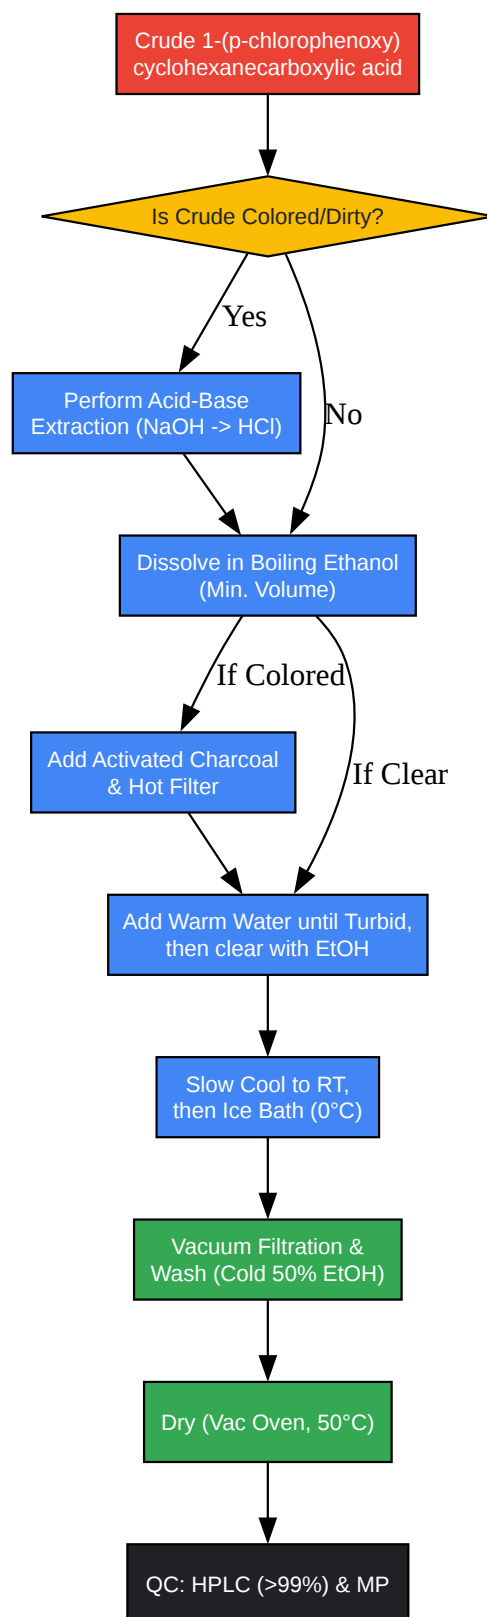 Crude 1-(p-chlorophenoxy)
cyclohexanecarboxylic acid
Is Crude Colored/Dirty?
Yes
Perform Acid-Base
Extraction (NaOH -> HCl)
No
Dissolve in Boiling Ethanol
(Min. Volume)
If Colored
Add Activated Charcoal
& Hot Filter
If Clear
Add Warm Water until Turbid,
then clear with EtOH
Slow Cool to RT,
then Ice Bath (0°C)
Vacuum Filtration &
Wash (Cold 50% EtOH)
Dry (Vac Oven, 50°C)
QC: HPLC (>99%) & MP